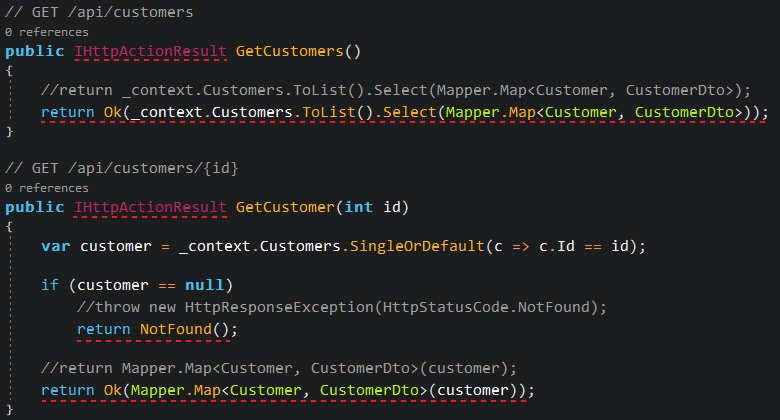 // GET /api/customers
0 references
public IHttpActionResult GetCustomers()
{
//return _context.Customers.ToList().Select(Mapper.Map<Customer, CustomerDto>);
return Ok(_context.Customers.ToList().Select(Mapper.Map<Customer, CustomerDto>));
}
// GET /api/customers/{id}
0 references
public IHttpActionResult GetCustomer(int id)
{
var customer = _context.Customers.SingleOrDefault(c => c.Id == id);
if (customer == null)
//throw new HttpResponseException(HttpStatusCode.NotFound);
return NotFound();
//return Mapper.Map<Customer, CustomerDto>(customer);
return Ok(Mapper.Map<Customer, CustomerDto>(customer));
}